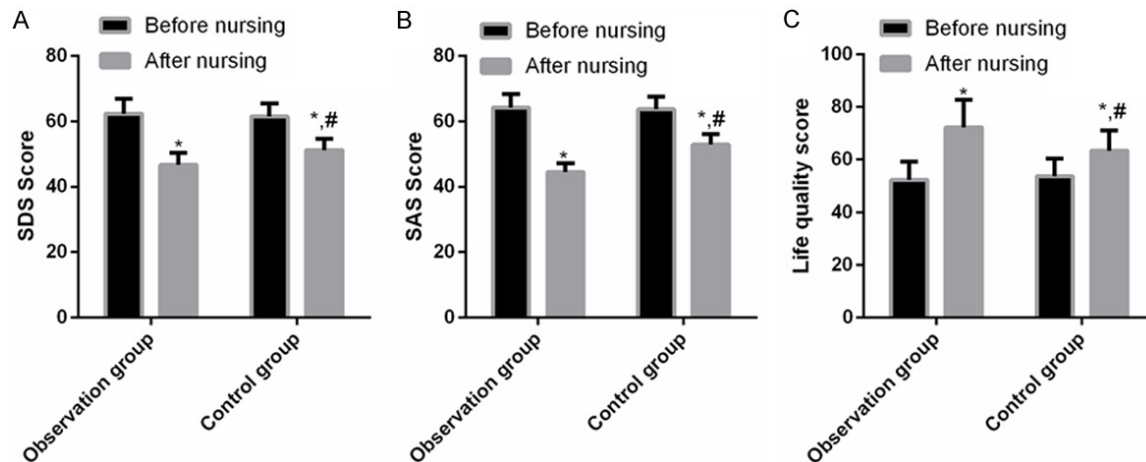 A
Before nursing
After nursing
SDS Score
80
60
40
20
0
*
*,#
Observation group
Control group
B
Before nursing
After nursing
SAS Score
80
60
40
20
0
*
*,#
Observation group
Control group
C
Before nursing
After nursing
Life quality score
100
80
60
40
20
0
*
*,#
Observation group
Control group